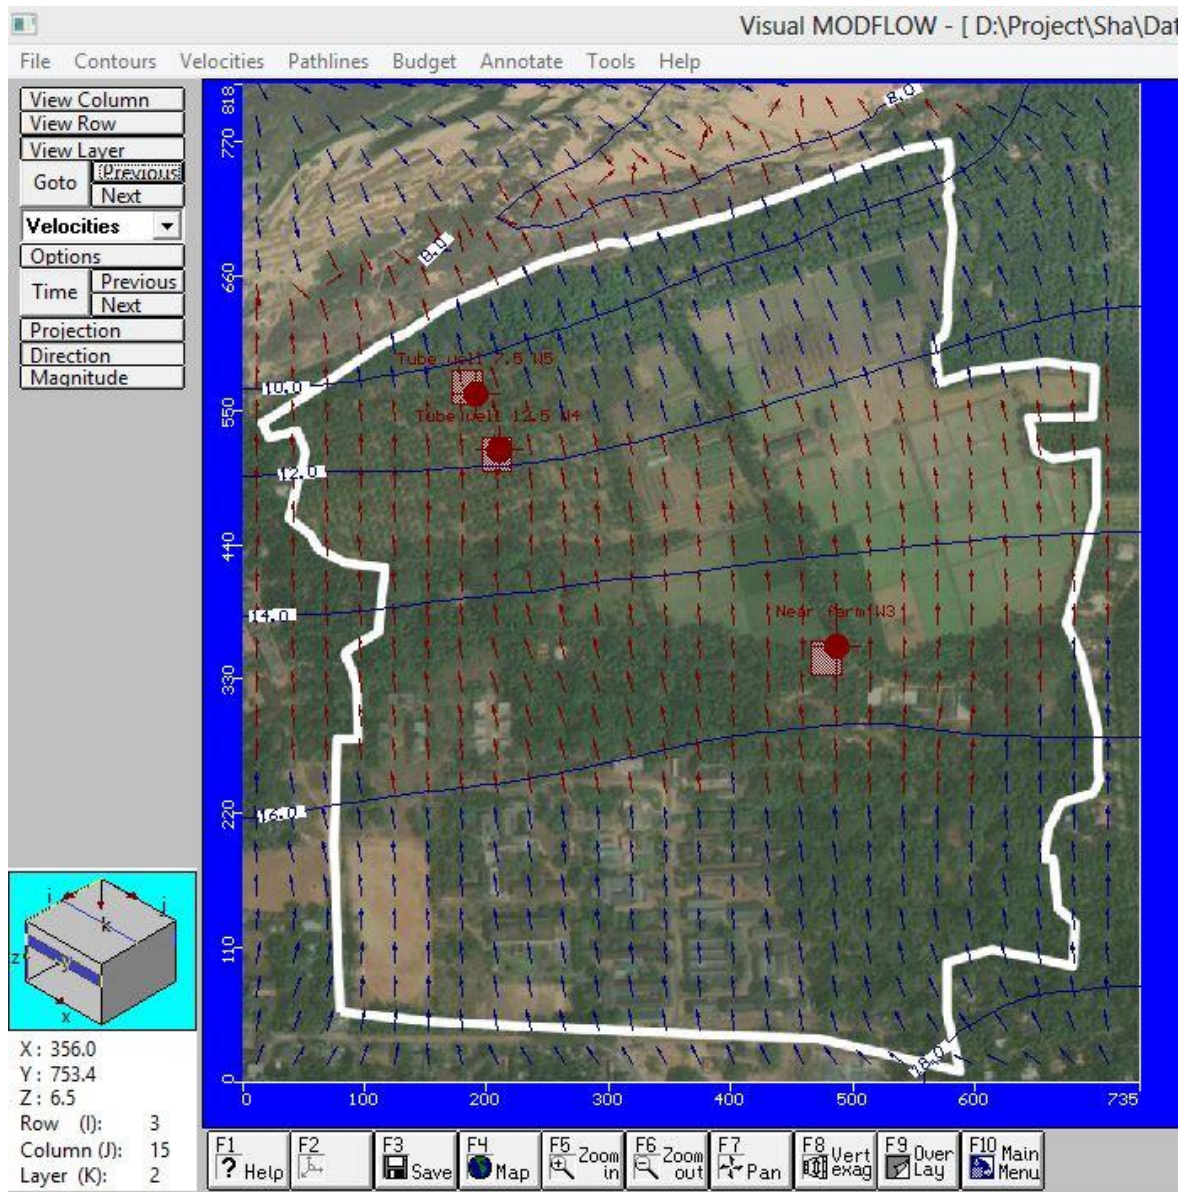 Visual MODFLOW - [ D:\Project\Sha\Dat
File Contours Velocities Pathlines Budget Annotate Tools Help
View Column
View Row
View Layer
Goto Previous
Next
Velocities
Options
Time Previous
Next
Projection
Direction
Magnitude
818
770
660
550
440
330
220
110
0
8.0
8.0
10.0
Tube well 7.5 W5
Tube well 12.5 W4
12.0
14.0
Near farm W3
16.0
18.0
0 100 200 300 400 500 600 735
i j
k
z y
x
X : 356.0
Y : 753.4
Z : 6.5
Row (I): 3
Column (J): 15
Layer (K): 2
F1 ? Help
F2
F3 Save
F4 Map
F5 Zoom in
F6 Zoom out
F7 Pan
F8 Vert exag
F9 Over Lay
F10 Main Menu